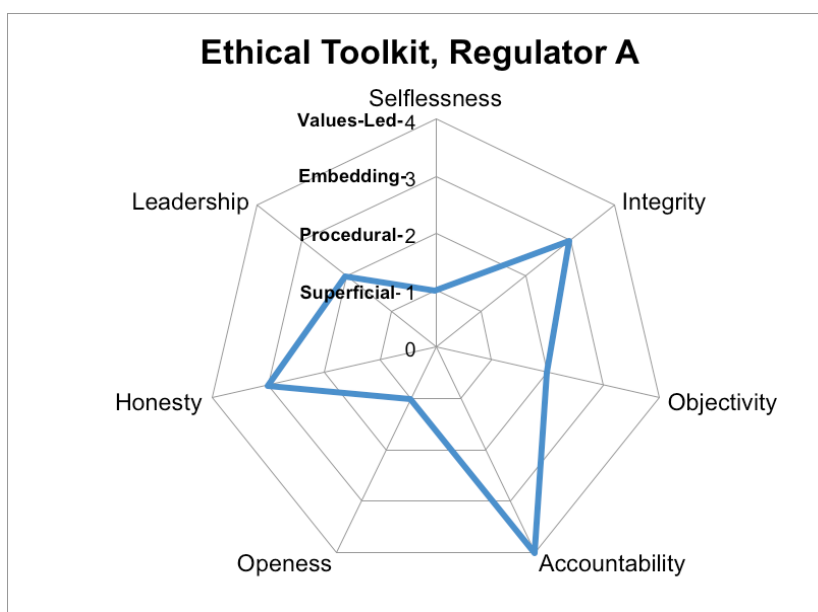 Ethical Toolkit, Regulator A
Selflessness
Values-Led- 4
Embedding- 3
Leadership
Integrity
Procedural- 2
Superficial- 1
0
Honesty
Objectivity
Openess
Accountability